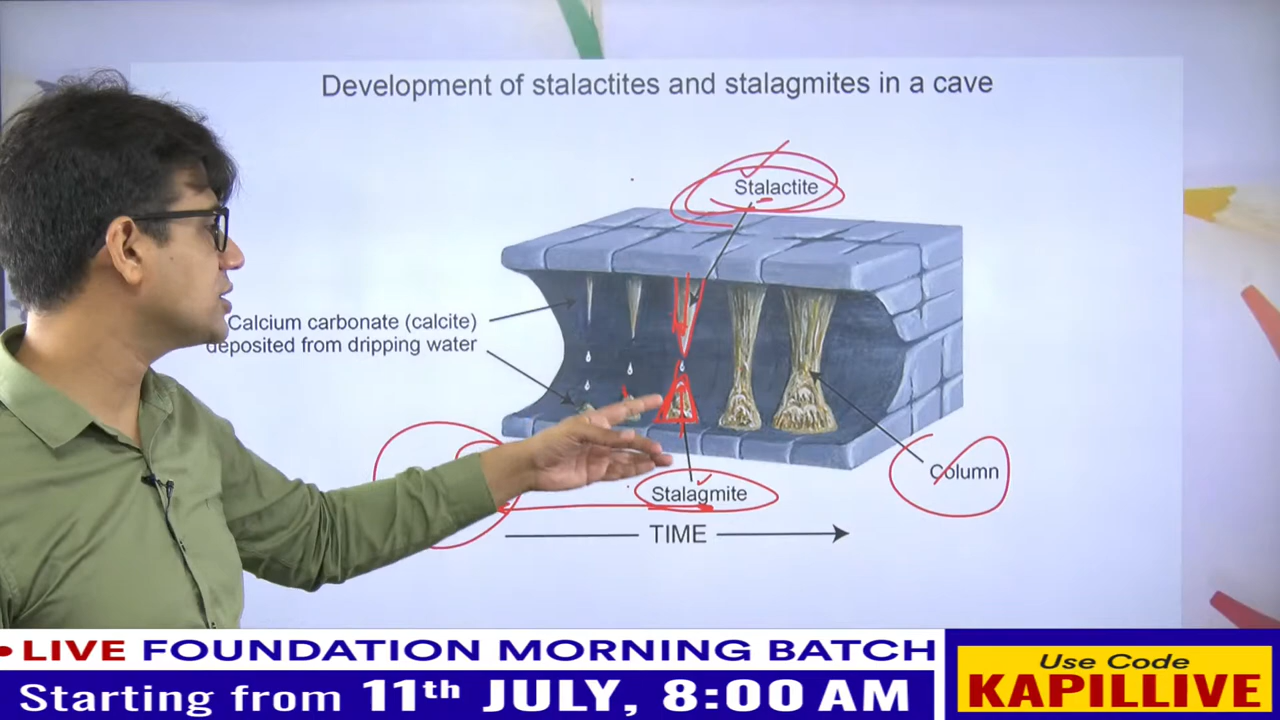 Development of stalactites and stalagmites in a cave
Stalactite
Calcium carbonate (calcite)
deposited from dripping water
Column
Stalagmite
TIME
• LIVE FOUNDATION MORNING BATCH
Starting from 11th JULY, 8:00 AM
Use Code
KAPILLIVE